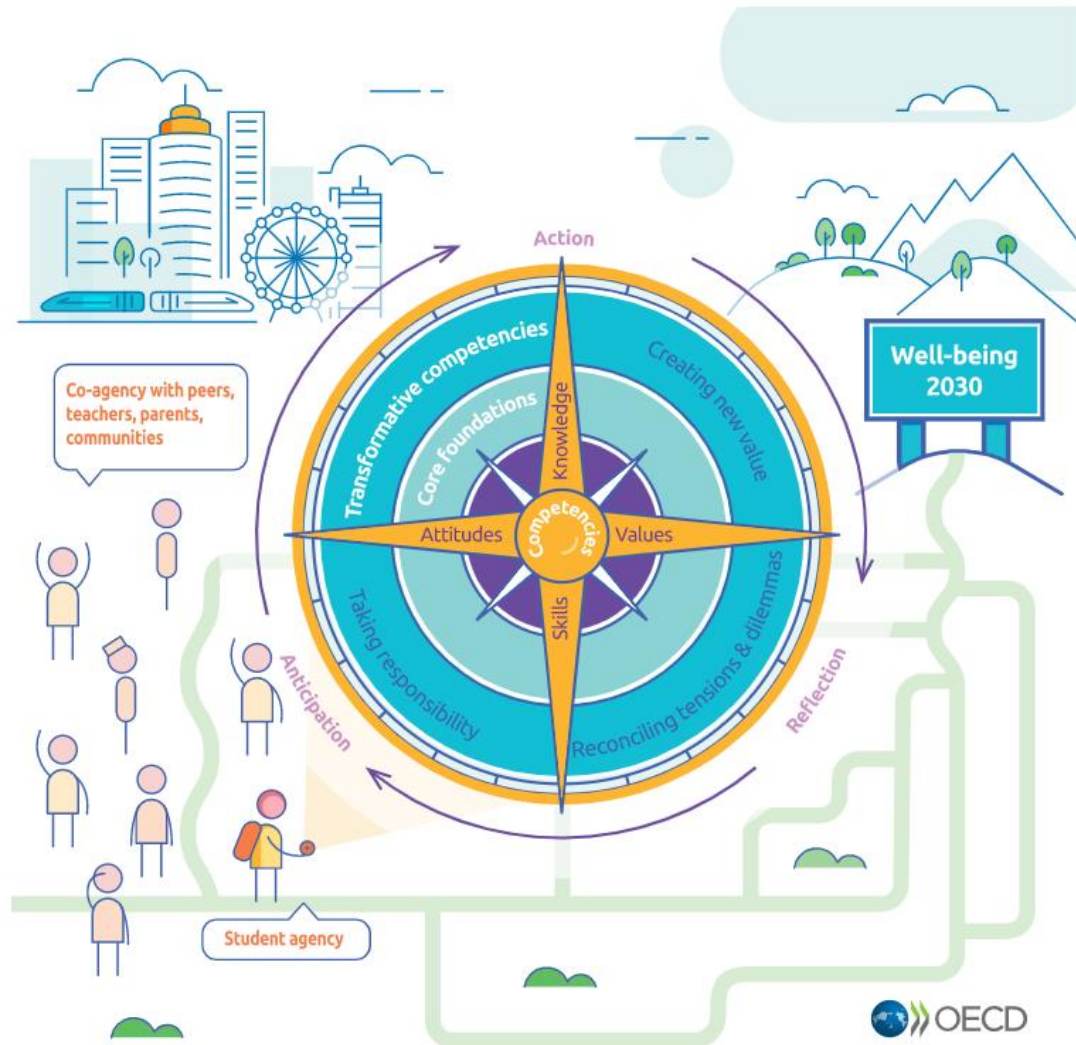 Action
Co-agency with peers,
teachers, parents,
communities
Well-being
2030
Transformative competencies
Creating new value
Core foundations
Knowledge
Attitudes
Competencies
Values
Skills
Taking responsibility
Reconciling tensions & dilemmas
Anticipation
Reflection
Student agency
OECD